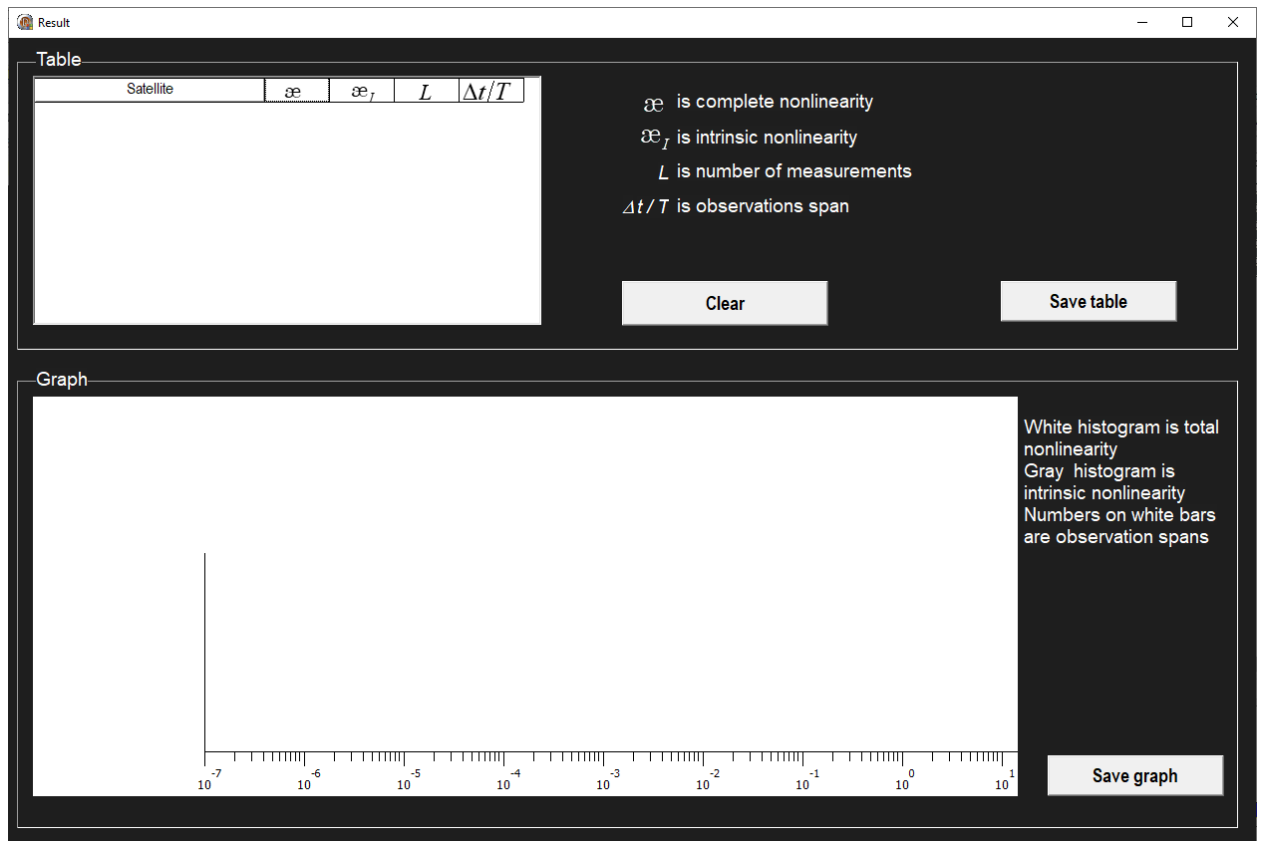 Result
Table
Satellite æ æI L Δt/T
æ is complete nonlinearity
æI is intrinsic nonlinearity
L is number of measurements
Δt/T is observations span
Clear
Save table
Graph
White histogram is total
nonlinearity
Gray histogram is
intrinsic nonlinearity
Numbers on white bars
are observation spans
10^-7 10^-6 10^-5 10^-4 10^-3 10^-2 10^-1 10^0 10^1
Save graph